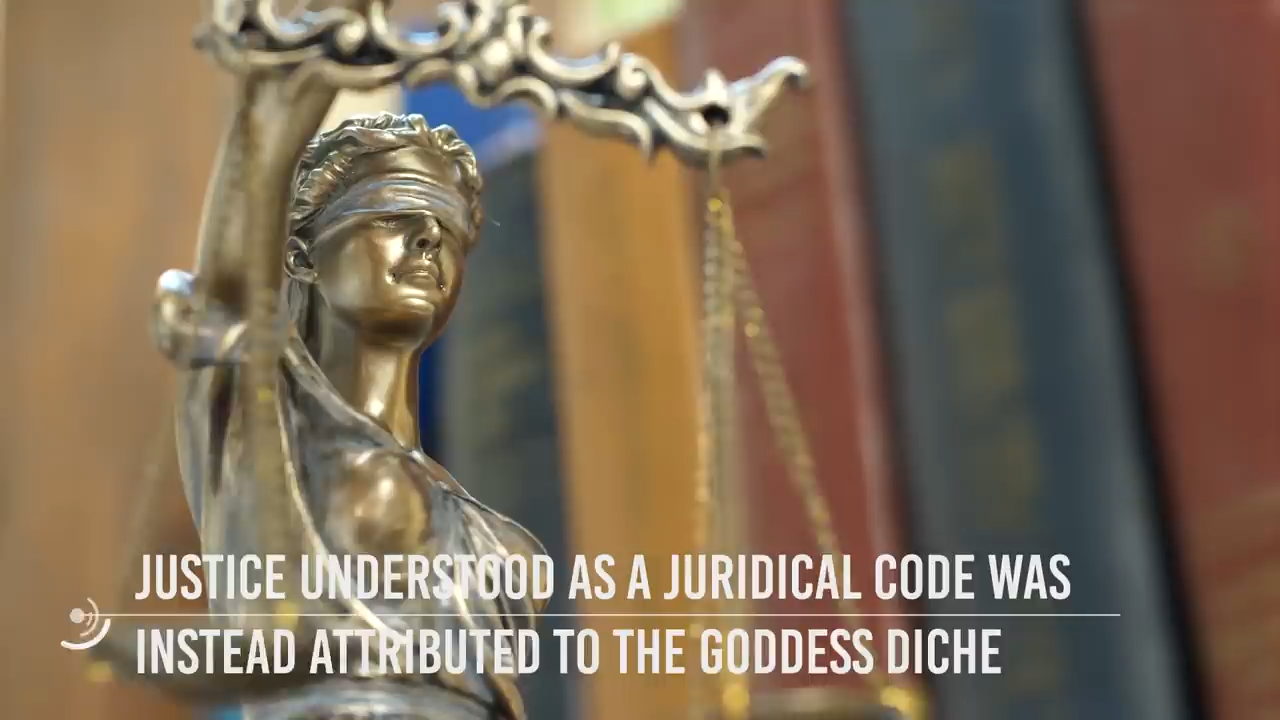 JUSTICE UNDERSTOOD AS A JURIDICAL CODE WAS
INSTEAD ATTRIBUTED TO THE GODDESS DICHE